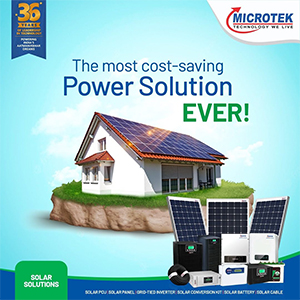 36
YEARS
MICROTEK
TECHNOLOGY WE LIVE
The most cost-saving
Power Solution
EVER!
SOLAR
SOLUTIONS
SOLAR PCU | SOLAR PANEL | GRID-TIED INVERTER | SOLAR CONVERSION KIT | SOLAR BATTERY | SOLAR CABLE